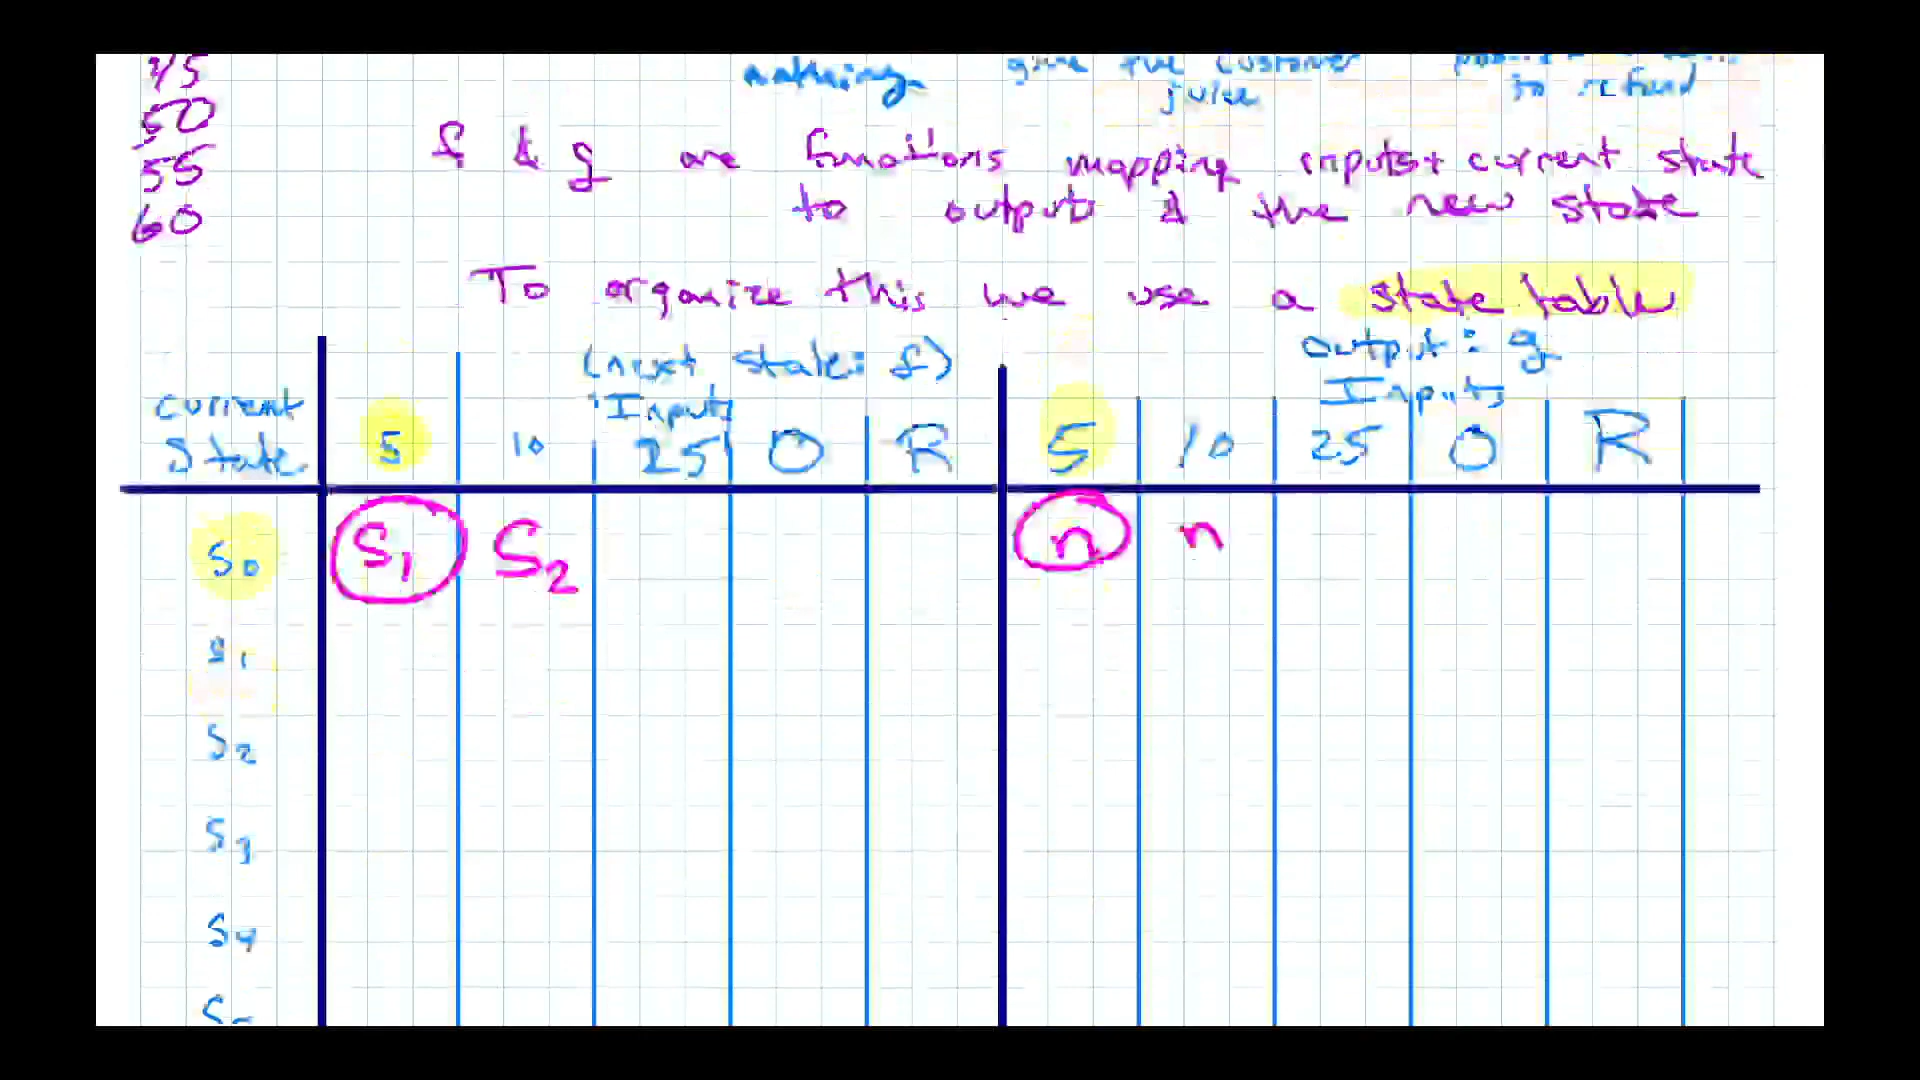 50
55
60
nothing give the customer
juice to refund
f & g are functions mapping inputs + current state
to outputs & the new state
To organize this we use a state table
(next state: f) output: g
Current Inputs Inputs
State 5 10 25 O R 5 10 25 O R
S0 S1 S2 n n
S1
S2
S3
S4